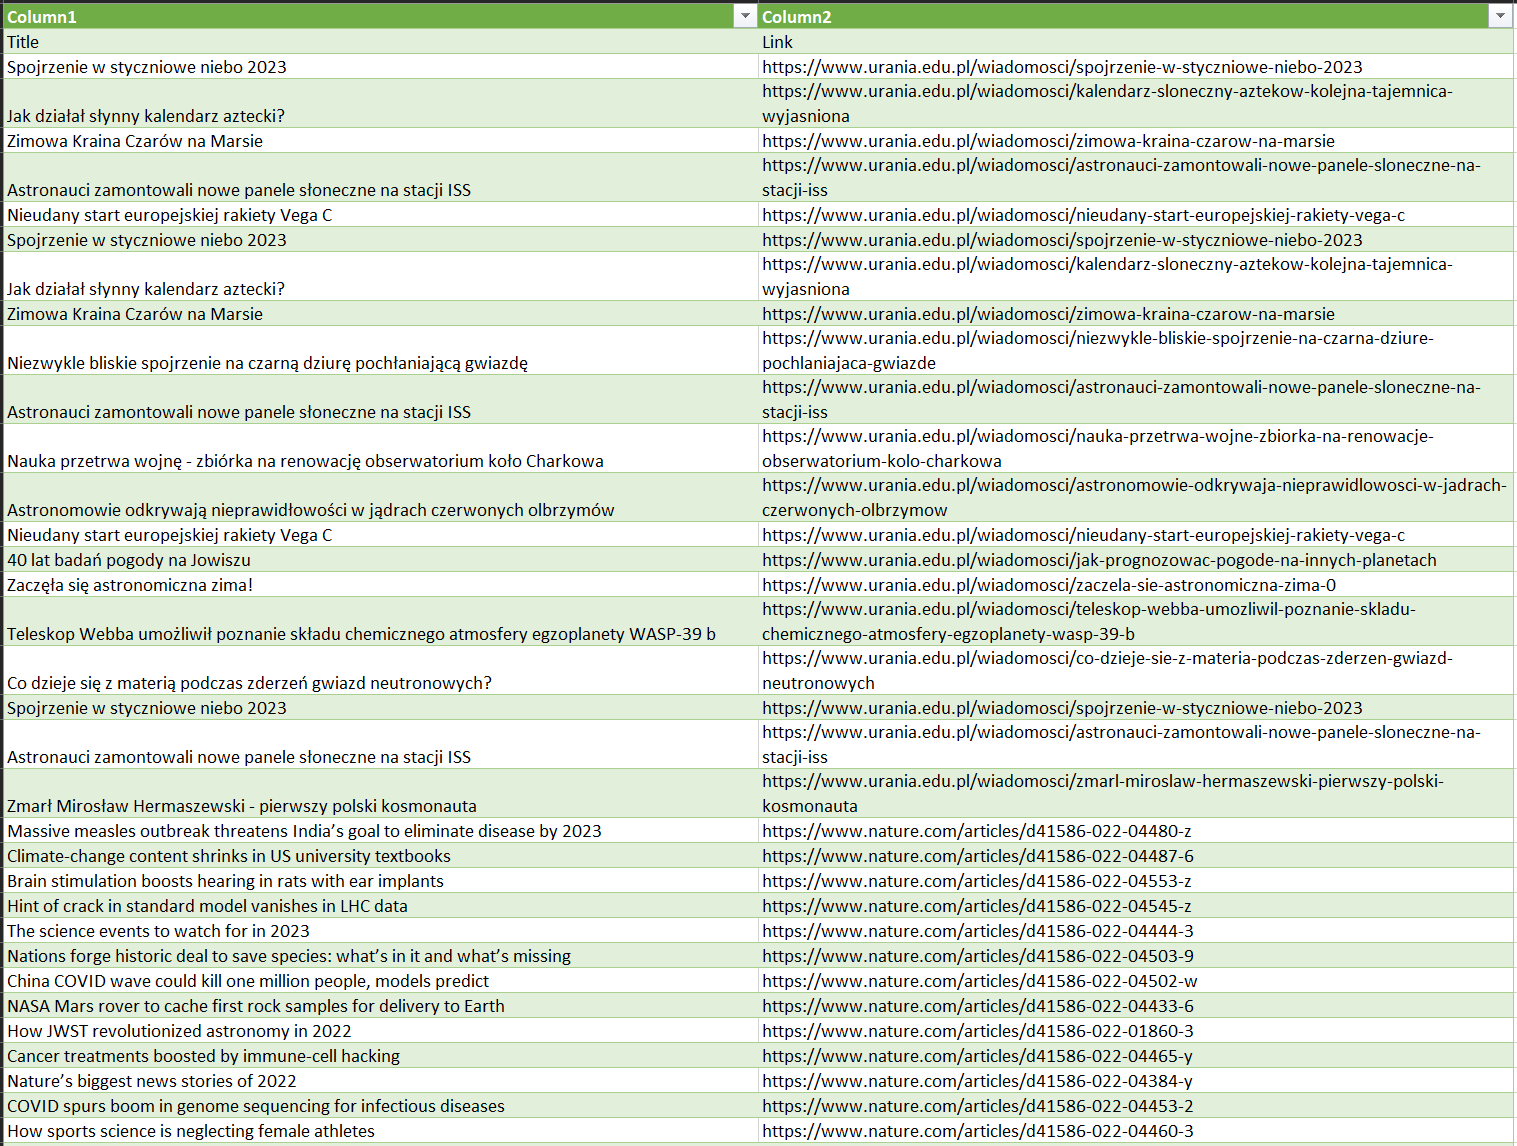 Column1 Column2
Title Link
Spojrzenie w styczniowe niebo 2023 https://www.urania.edu.pl/wiadomosci/spojrzenie-w-styczniowe-niebo-2023
https://www.urania.edu.pl/wiadomosci/kalendarz-sloneczny-aztekow-kolejna-tajemnica-
Jak działał słynny kalendarz aztecki? wyjasniona
Zimowa Kraina Czarów na Marsie https://www.urania.edu.pl/wiadomosci/zimowa-kraina-czarow-na-marsie
https://www.urania.edu.pl/wiadomosci/astronauci-zamontowali-nowe-panele-sloneczne-na-
Astronauci zamontowali nowe panele słoneczne na stacji ISS stacji-iss
Nieudany start europejskiej rakiety Vega C https://www.urania.edu.pl/wiadomosci/nieudany-start-europejskiej-rakiety-vega-c
Spojrzenie w styczniowe niebo 2023 https://www.urania.edu.pl/wiadomosci/spojrzenie-w-styczniowe-niebo-2023
https://www.urania.edu.pl/wiadomosci/kalendarz-sloneczny-aztekow-kolejna-tajemnica-
Jak działał słynny kalendarz aztecki? wyjasniona
Zimowa Kraina Czarów na Marsie https://www.urania.edu.pl/wiadomosci/zimowa-kraina-czarow-na-marsie
https://www.urania.edu.pl/wiadomosci/niezwykle-bliskie-spojrzenie-na-czarna-dziure-
Niezwykle bliskie spojrzenie na czarną dziurę pochłaniającą gwiazdę pochlaniajaca-gwiazde
https://www.urania.edu.pl/wiadomosci/astronauci-zamontowali-nowe-panele-sloneczne-na-
Astronauci zamontowali nowe panele słoneczne na stacji ISS stacji-iss
https://www.urania.edu.pl/wiadomosci/nauka-przetrwa-wojne-zbiorka-na-renowacje-
Nauka przetrwa wojnę - zbiórka na renowację obserwatorium koło Charkowa obserwatorium-kolo-charkowa
https://www.urania.edu.pl/wiadomosci/astronomowie-odkrywaja-nieprawidlowosci-w-jadrach-
Astronomowie odkrywają nieprawidłowości w jądrach czerwonych olbrzymów czerwonych-olbrzymow
Nieudany start europejskiej rakiety Vega C https://www.urania.edu.pl/wiadomosci/nieudany-start-europejskiej-rakiety-vega-c
40 lat badań pogody na Jowiszu https://www.urania.edu.pl/wiadomosci/jak-prognozowac-pogode-na-innych-planetach
Zaczęła się astronomiczna zima! https://www.urania.edu.pl/wiadomosci/zaczela-sie-astronomiczna-zima-0
https://www.urania.edu.pl/wiadomosci/teleskop-webba-umozliwil-poznanie-skladu-
Teleskop Webba umożliwił poznanie składu chemicznego atmosfery egzoplanety WASP-39 b chemicznego-atmosfery-egzoplanety-wasp-39-b
https://www.urania.edu.pl/wiadomosci/co-dzieje-sie-z-materia-podczas-zderzen-gwiazd-
Co dzieje się z materią podczas zderzeń gwiazd neutronowych? neutronowych
Spojrzenie w styczniowe niebo 2023 https://www.urania.edu.pl/wiadomosci/spojrzenie-w-styczniowe-niebo-2023
https://www.urania.edu.pl/wiadomosci/astronauci-zamontowali-nowe-panele-sloneczne-na-
Astronauci zamontowali nowe panele słoneczne na stacji ISS stacji-iss
https://www.urania.edu.pl/wiadomosci/zmarl-miroslaw-hermaszewski-pierwszy-polski-
Zmarł Mirosław Hermaszewski - pierwszy polski kosmonauta kosmonauta
Massive measles outbreak threatens India’s goal to eliminate disease by 2023 https://www.nature.com/articles/d41586-022-04480-z
Climate-change content shrinks in US university textbooks https://www.nature.com/articles/d41586-022-04487-6
Brain stimulation boosts hearing in rats with ear implants https://www.nature.com/articles/d41586-022-04553-z
Hint of crack in standard model vanishes in LHC data https://www.nature.com/articles/d41586-022-04545-z
The science events to watch for in 2023 https://www.nature.com/articles/d41586-022-04444-3
Nations forge historic deal to save species: what’s in it and what’s missing https://www.nature.com/articles/d41586-022-04503-9
China COVID wave could kill one million people, models predict https://www.nature.com/articles/d41586-022-04502-w
NASA Mars rover to cache first rock samples for delivery to Earth https://www.nature.com/articles/d41586-022-04433-6
How JWST revolutionized astronomy in 2022 https://www.nature.com/articles/d41586-022-01860-3
Cancer treatments boosted by immune-cell hacking https://www.nature.com/articles/d41586-022-04465-y
Nature’s biggest news stories of 2022 https://www.nature.com/articles/d41586-022-04384-y
COVID spurs boom in genome sequencing for infectious diseases https://www.nature.com/articles/d41586-022-04453-2
How sports science is neglecting female athletes https://www.nature.com/articles/d41586-022-04460-3